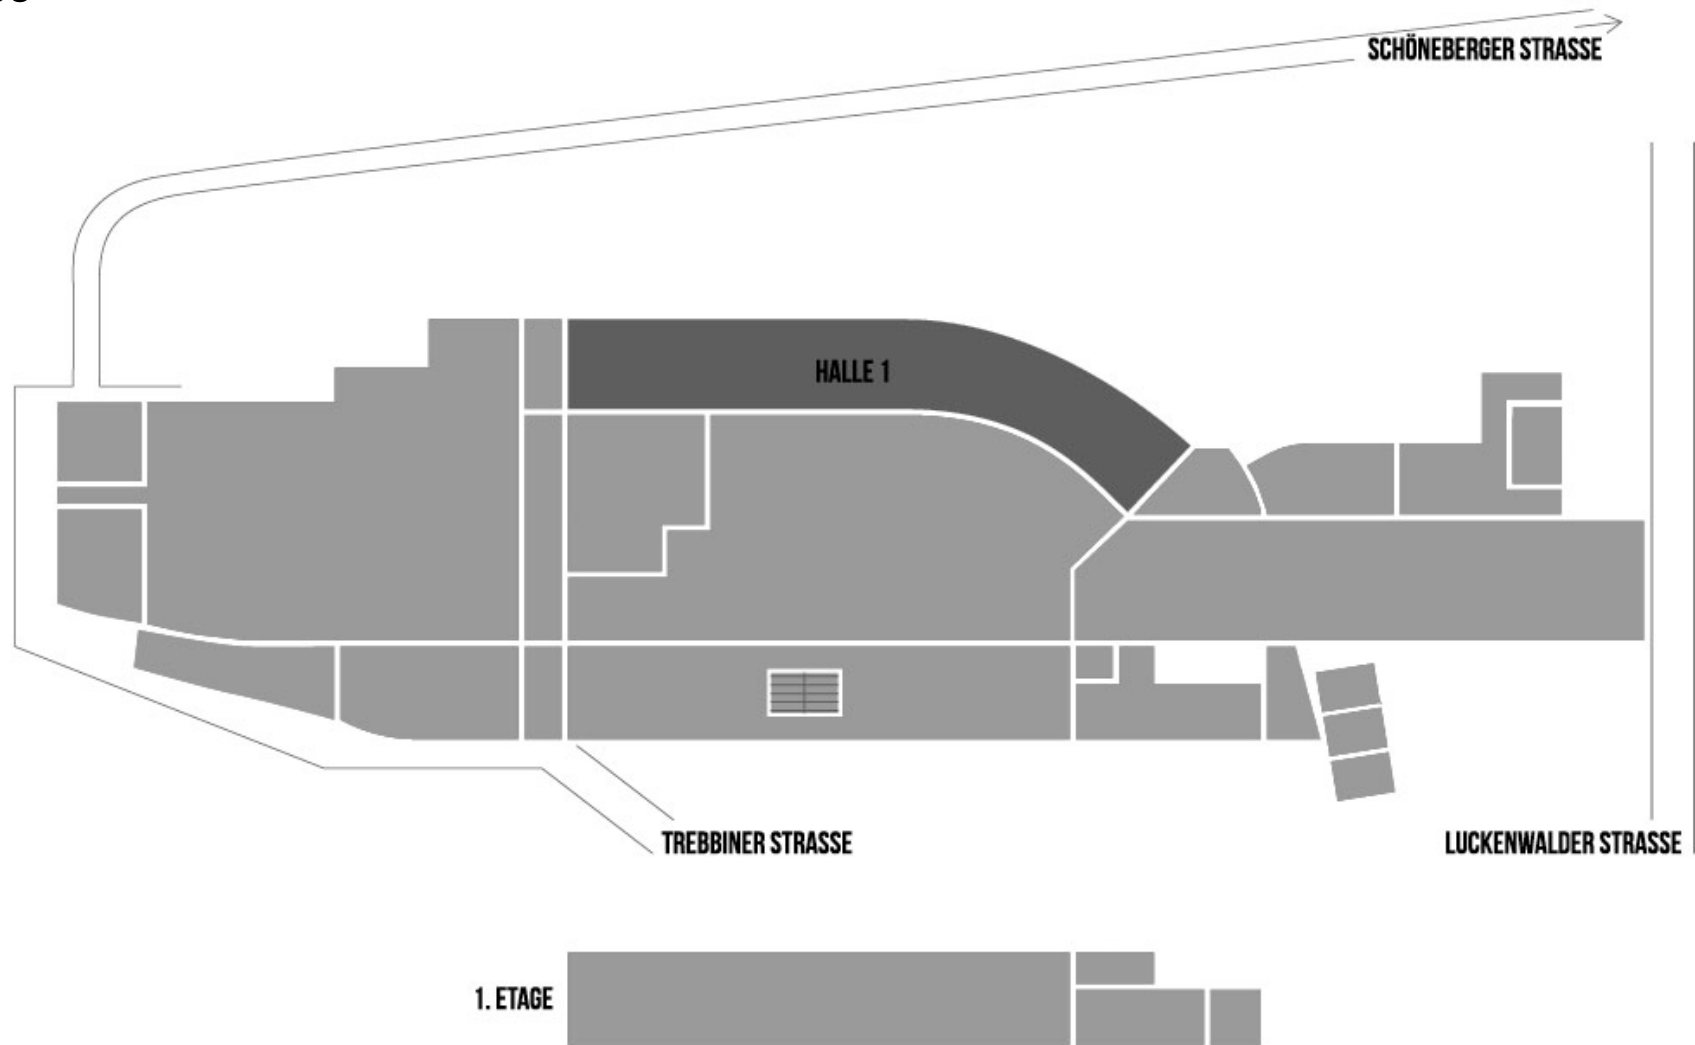 SCHÖNEBERGER STRASSE
HALLE 1
TREBBINER STRASSE
LUCKENWALDER STRASSE
1. ETAGE